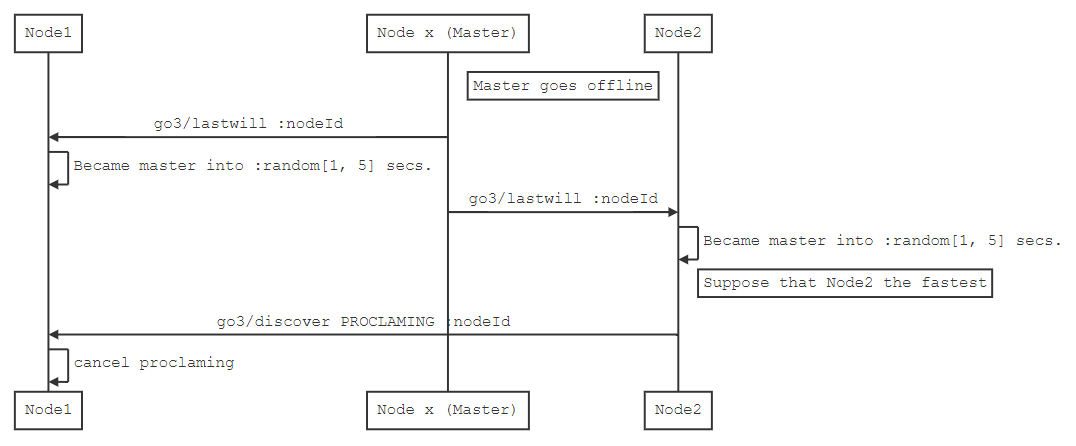 Node1
Node x (Master)
Node2
Master goes offline
go3/lastwill :nodeId
Became master into :random[1, 5] secs.
go3/lastwill :nodeId
Became master into :random[1, 5] secs.
Suppose that Node2 the fastest
go3/discover PROCLAMING :nodeId
cancel proclaming
Node1
Node x (Master)
Node2